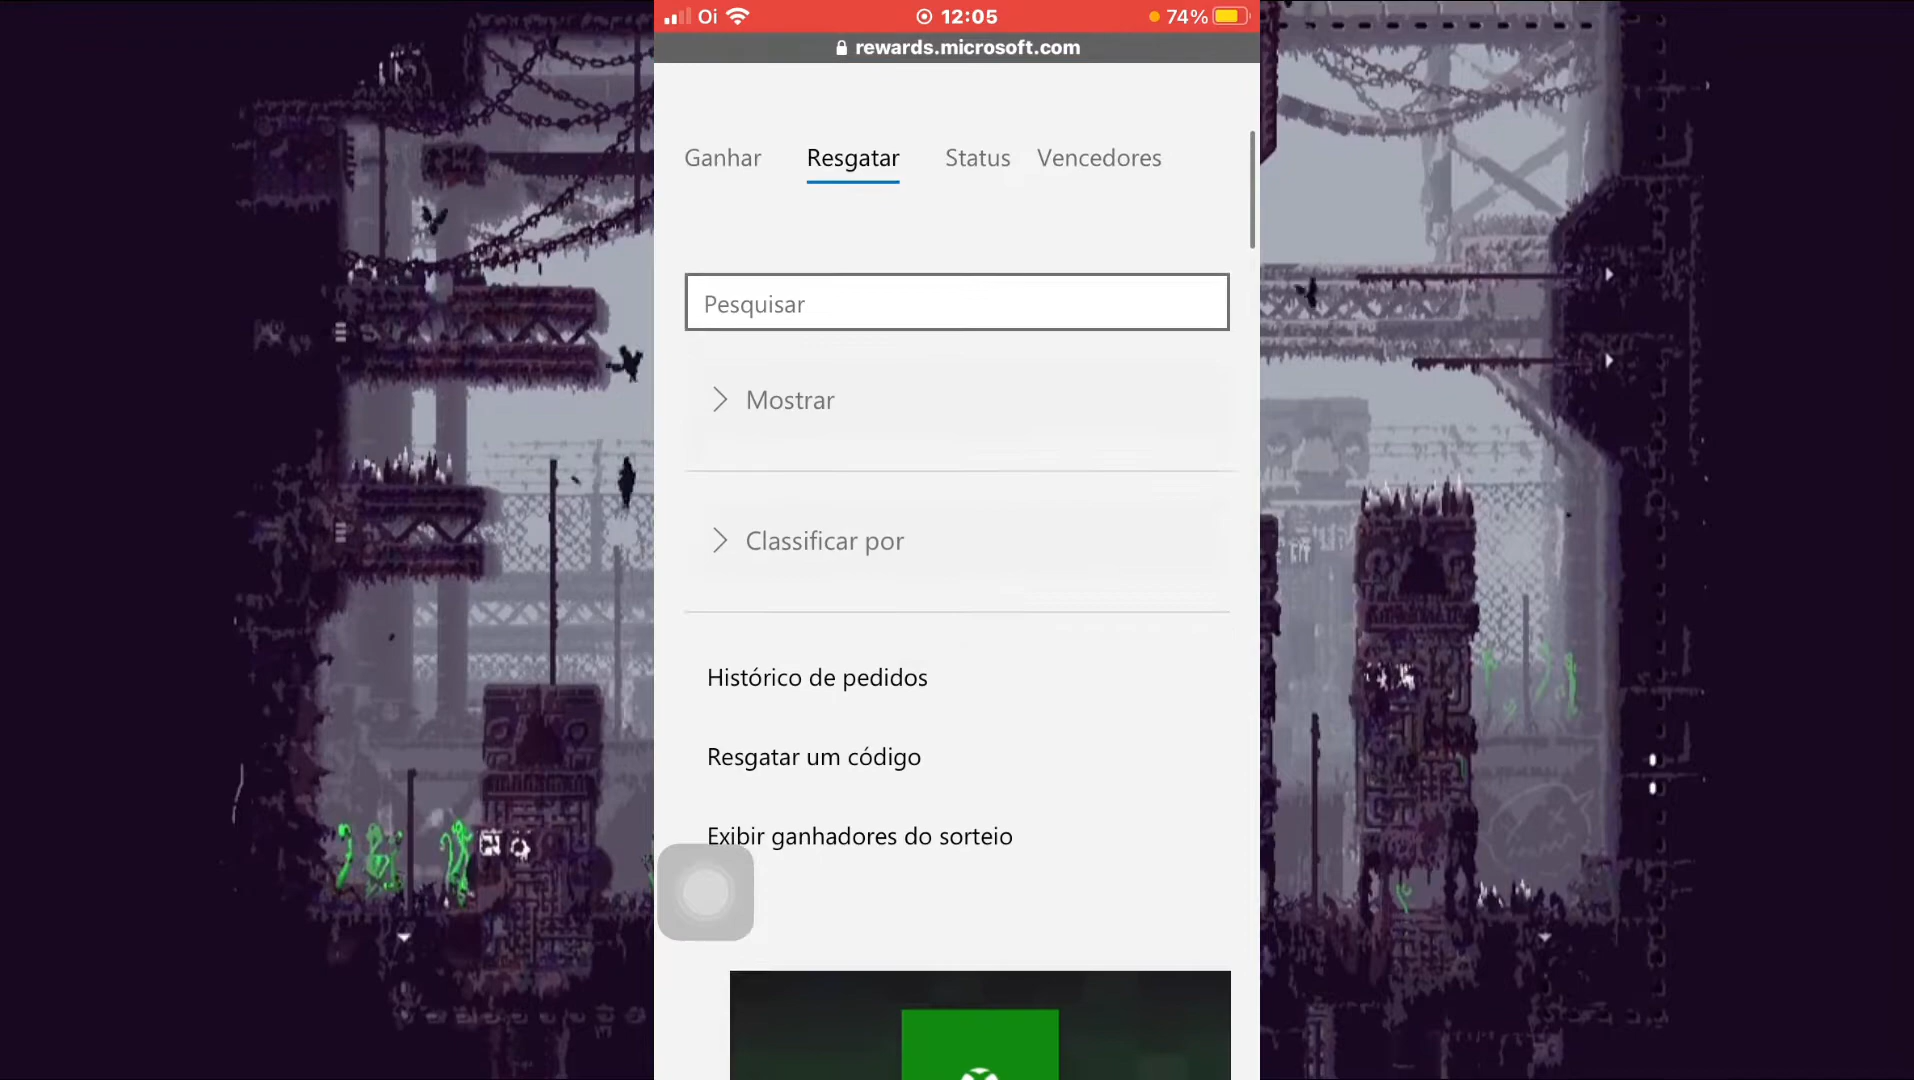 Oi 12:05 74%
rewards.microsoft.com
Ganhar Resgatar Status Vencedores
Pesquisar
Mostrar
Classificar por
Histórico de pedidos
Resgatar um código
Exibir ganhadores do sorteio